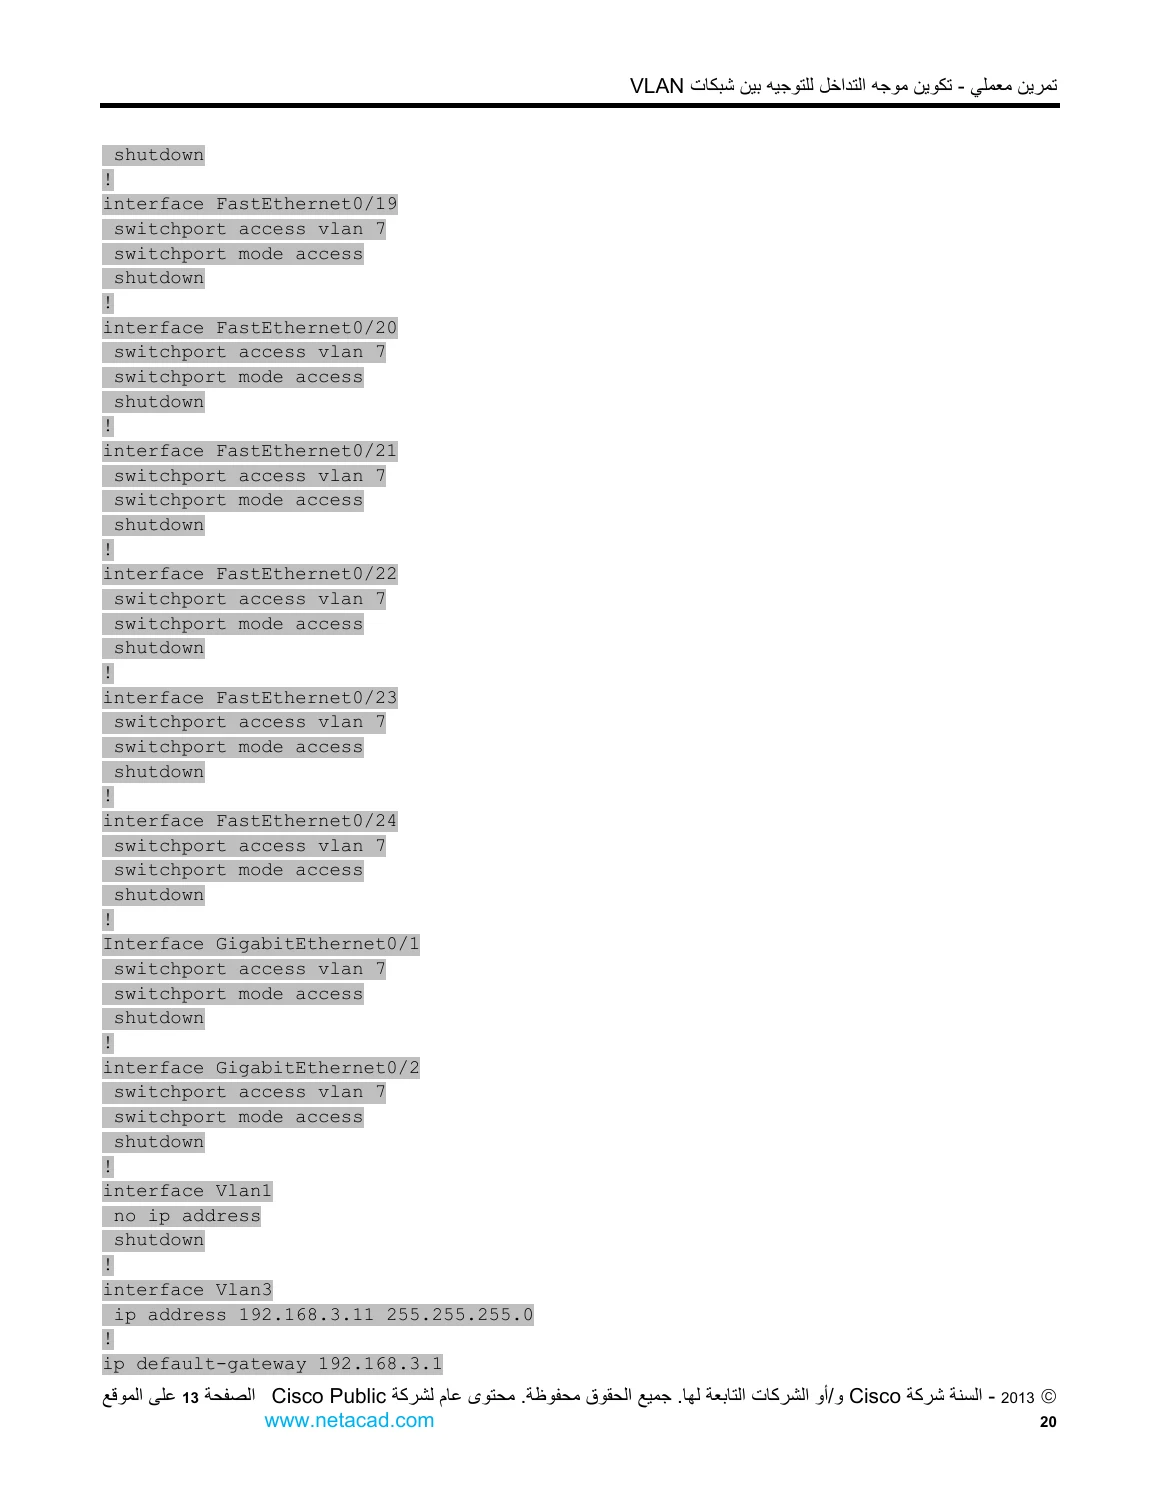 تمرين معملي - تكوين موجه التداخل للتوجيه بين شبكات VLAN
shutdown
!
interface FastEthernet0/19
switchport access vlan 7
switchport mode access
shutdown
!
interface FastEthernet0/20
switchport access vlan 7
switchport mode access
shutdown
!
interface FastEthernet0/21
switchport access vlan 7
switchport mode access
shutdown
!
interface FastEthernet0/22
switchport access vlan 7
switchport mode access
shutdown
!
interface FastEthernet0/23
switchport access vlan 7
switchport mode access
shutdown
!
interface FastEthernet0/24
switchport access vlan 7
switchport mode access
shutdown
!
Interface GigabitEthernet0/1
switchport access vlan 7
switchport mode access
shutdown
!
interface GigabitEthernet0/2
switchport access vlan 7
switchport mode access
shutdown
!
interface Vlan1
no ip address
shutdown
!
interface Vlan3
ip address 192.168.3.11 255.255.255.0
!
ip default-gateway 192.168.3.1
© 2013 - السنة شركة Cisco و/أو الشركات التابعة لها. جميع الحقوق محفوظة. محتوى عام لشركة Cisco Public الصفحة 13 على الموقع
20 www.netacad.com